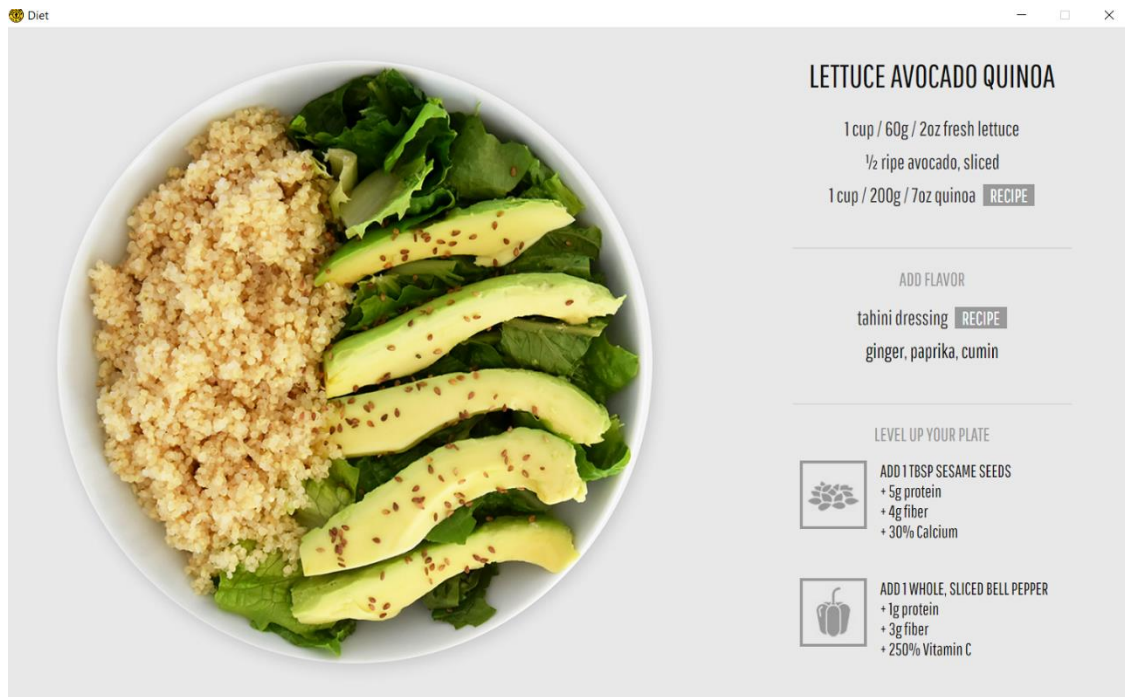 Diet
LETTUCE AVOCADO QUINOA
1 cup / 60g / 2oz fresh lettuce
½ ripe avocado, sliced
1 cup / 200g / 7oz quinoa RECIPE
ADD FLAVOR
tahini dressing RECIPE
ginger, paprika, cumin
LEVEL UP YOUR PLATE
ADD 1 TBSP SESAME SEEDS
+ 5g protein
+ 4g fiber
+ 30% Calcium
ADD 1 WHOLE, SLICED BELL PEPPER
+ 1g protein
+ 3g fiber
+ 250% Vitamin C